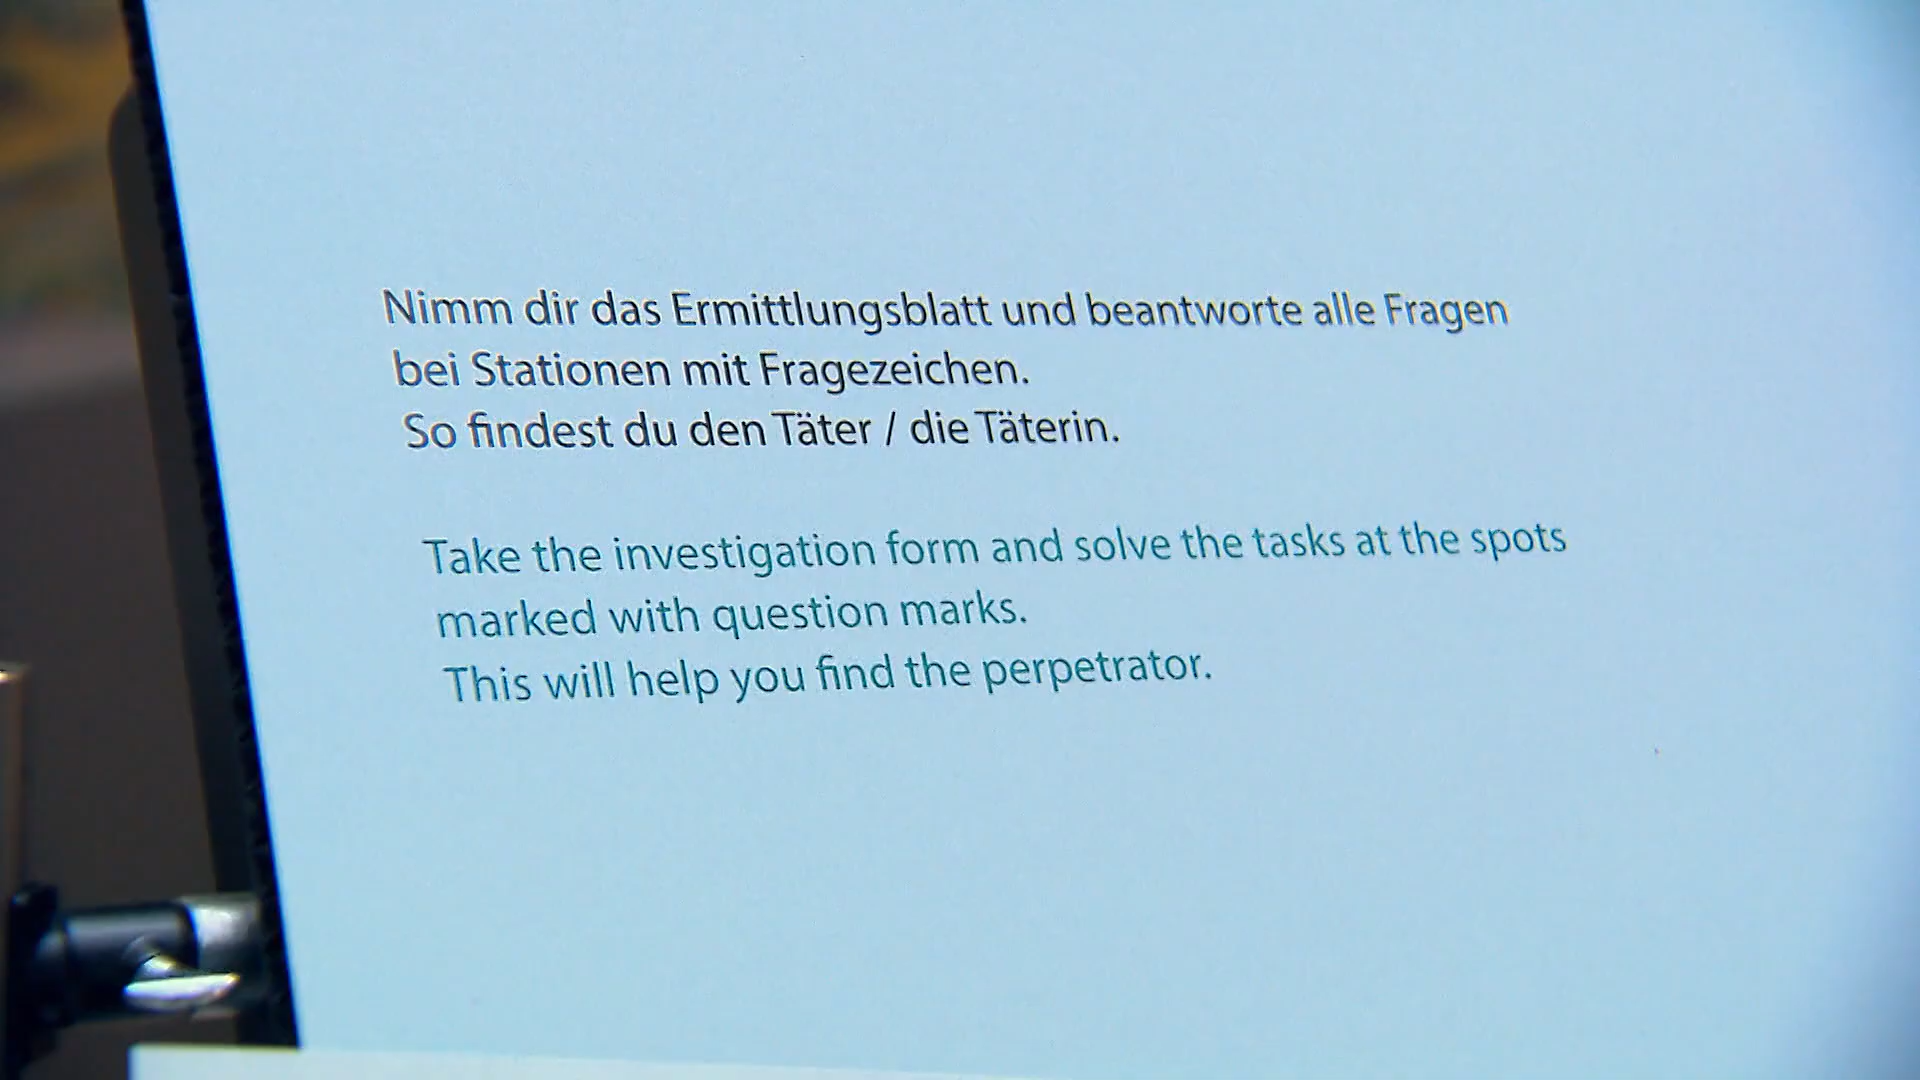 Nimm dir das Ermittlungsblatt und beantworte alle Fragen
bei Stationen mit Fragezeichen.
So findest du den Täter / die Täterin.
Take the investigation form and solve the tasks at the spots
marked with question marks.
This will help you find the perpetrator.